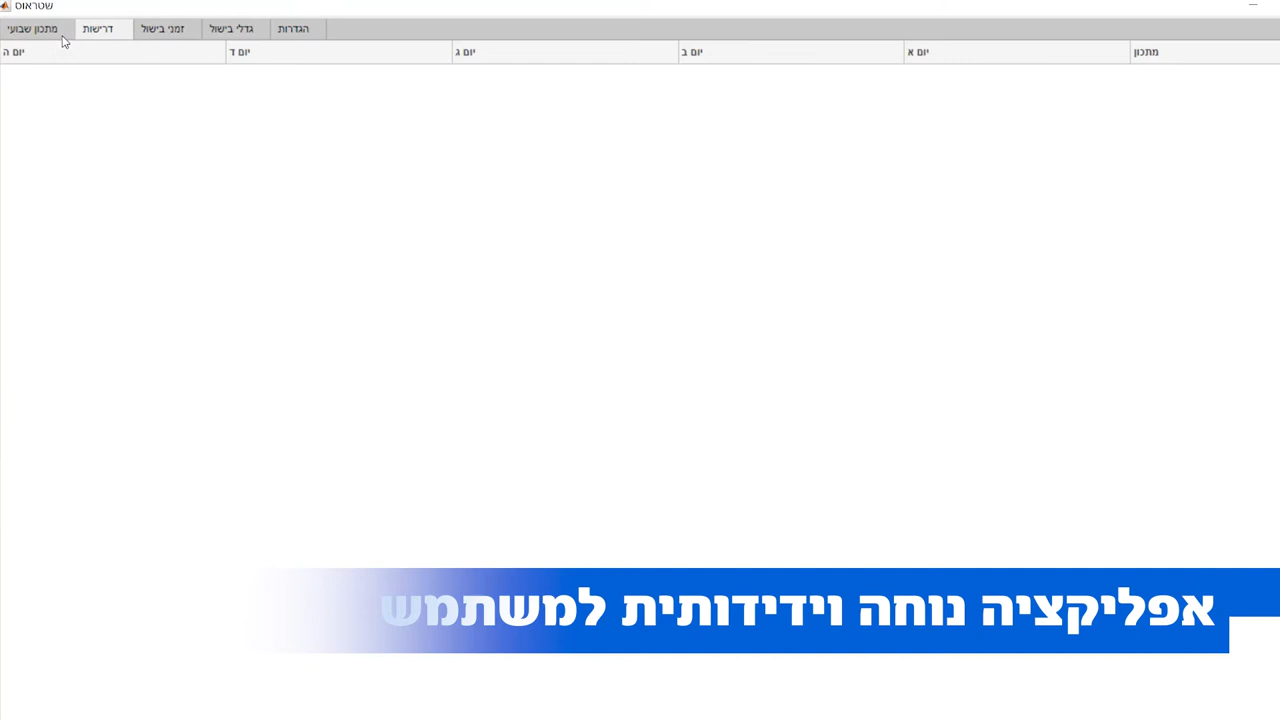 שטראוס
מתכון שבועי דרישות זמני בישול גדלי בישול הגדרות
מתכון יום א יום ב יום ג יום ד יום ה
אפליקציה נוחה וידידותית למשתמש